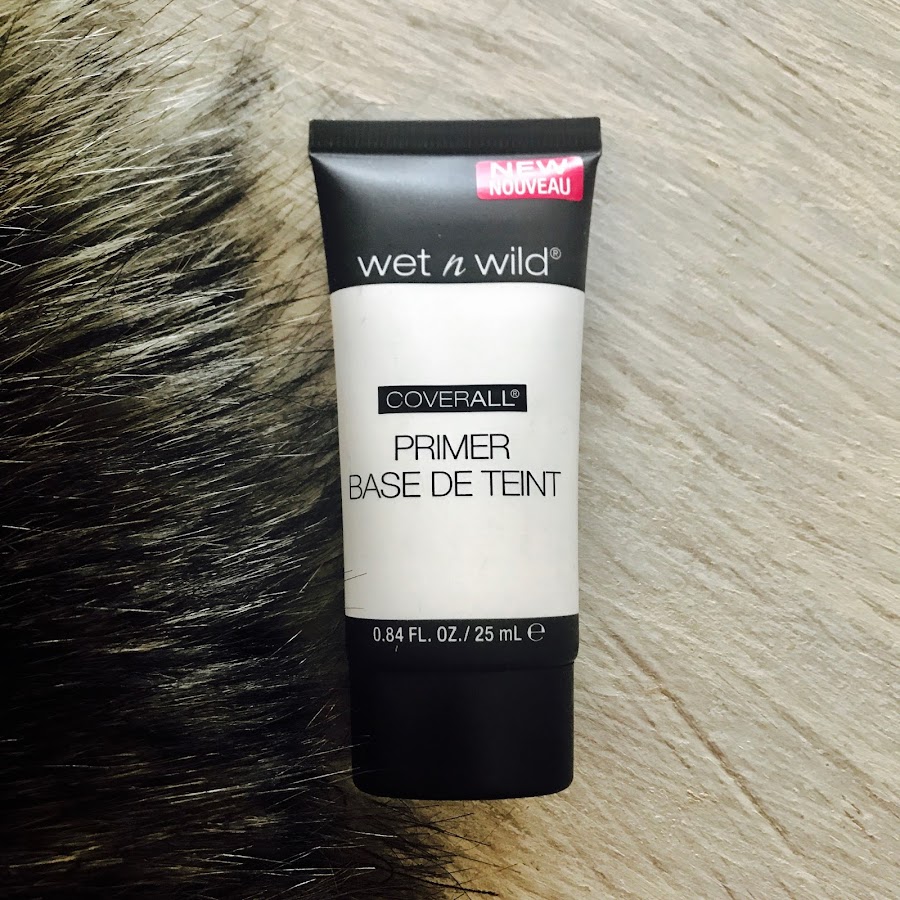 NEW
NOUVEAU
wet n wild®
COVERALL®
PRIMER
BASE DE TEINT
0.84 FL. OZ./ 25 mL ℮